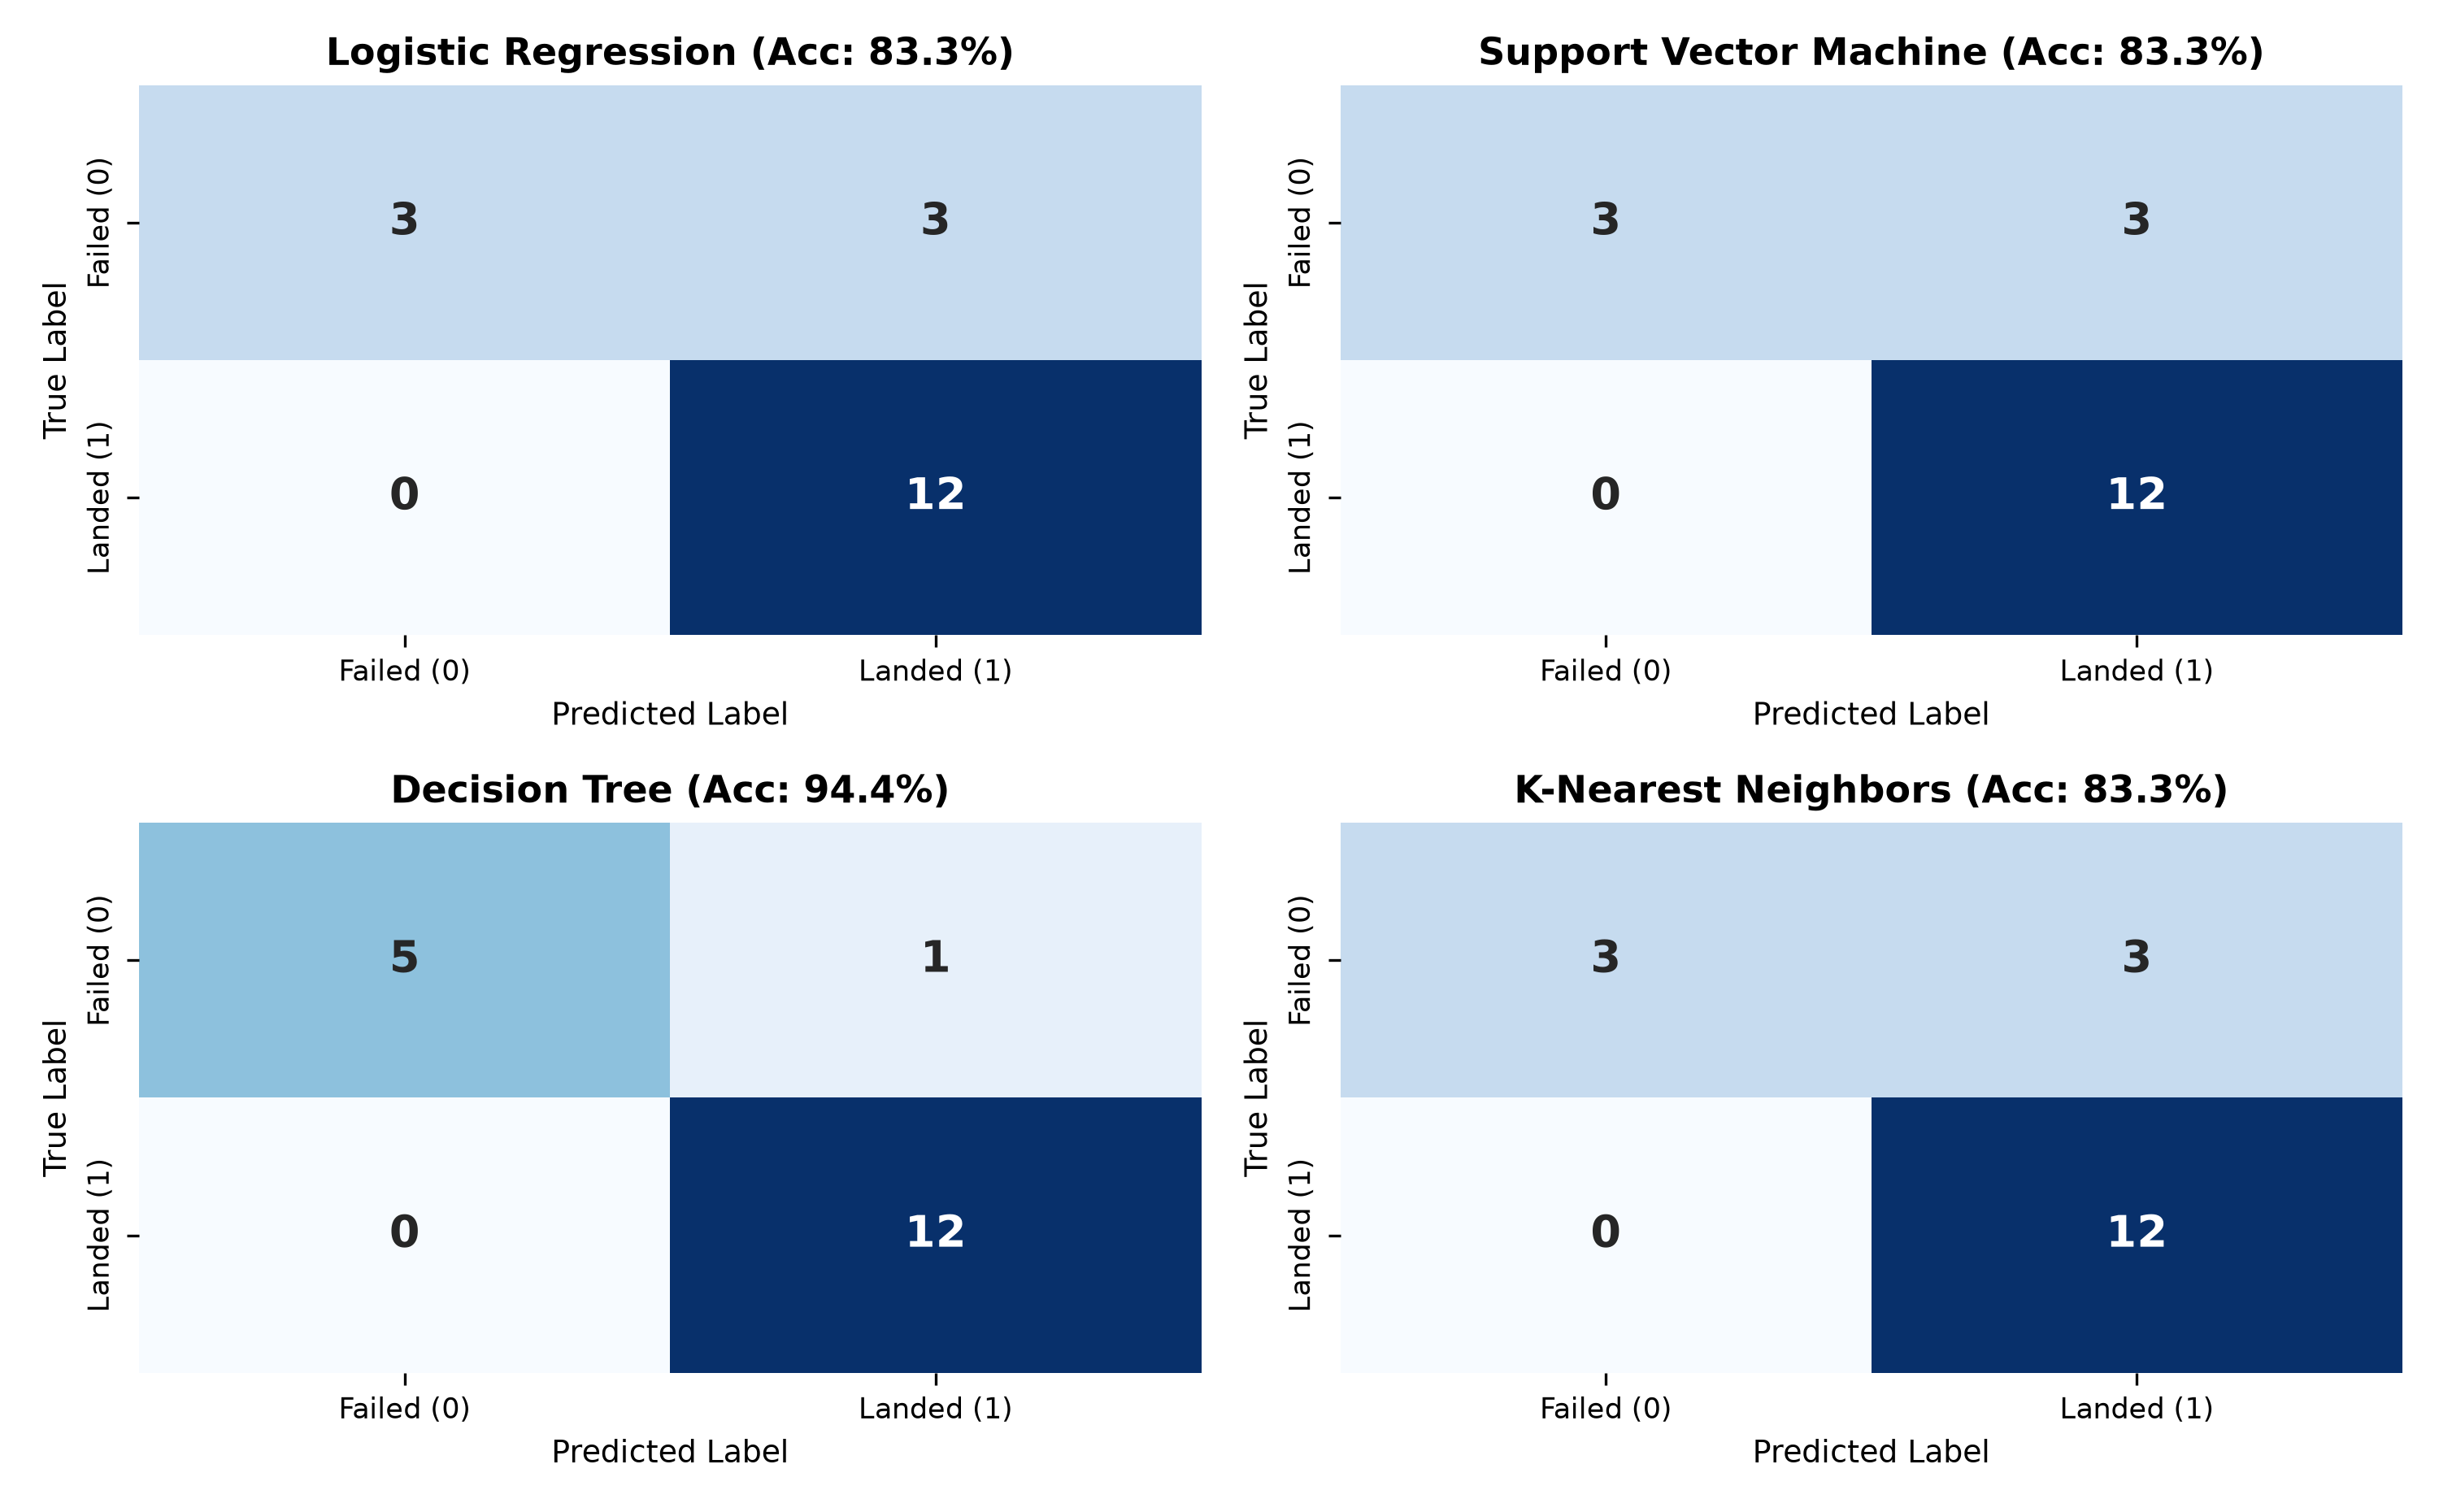 Logistic Regression (Acc: 83.3%)
True Label
Failed (0)
3
3
Landed (1)
0
12
Failed (0)
Landed (1)
Predicted Label
Support Vector Machine (Acc: 83.3%)
True Label
Failed (0)
3
3
Landed (1)
0
12
Failed (0)
Landed (1)
Predicted Label
Decision Tree (Acc: 94.4%)
True Label
Failed (0)
5
1
Landed (1)
0
12
Failed (0)
Landed (1)
Predicted Label
K-Nearest Neighbors (Acc: 83.3%)
True Label
Failed (0)
3
3
Landed (1)
0
12
Failed (0)
Landed (1)
Predicted Label